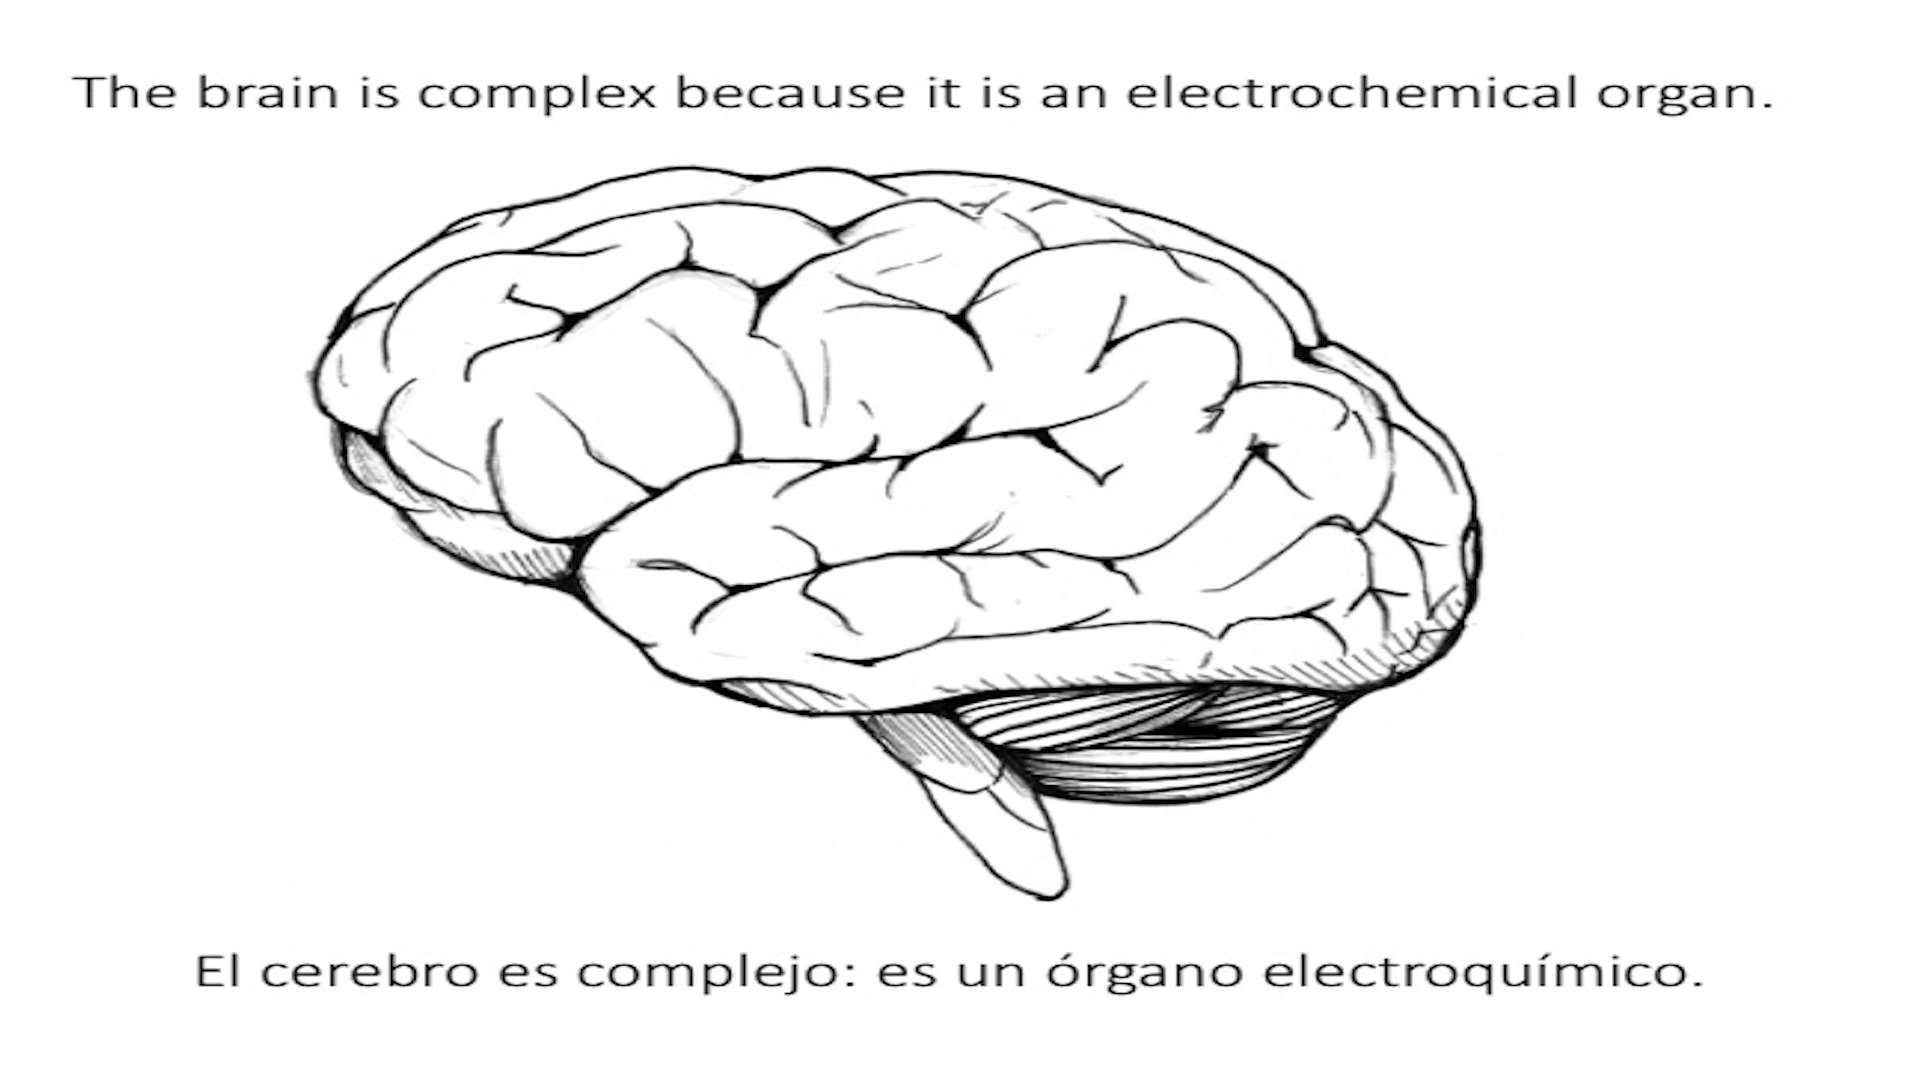 The brain is complex because it is an electrochemical organ.
El cerebro es complejo: es un órgano electroquímico.